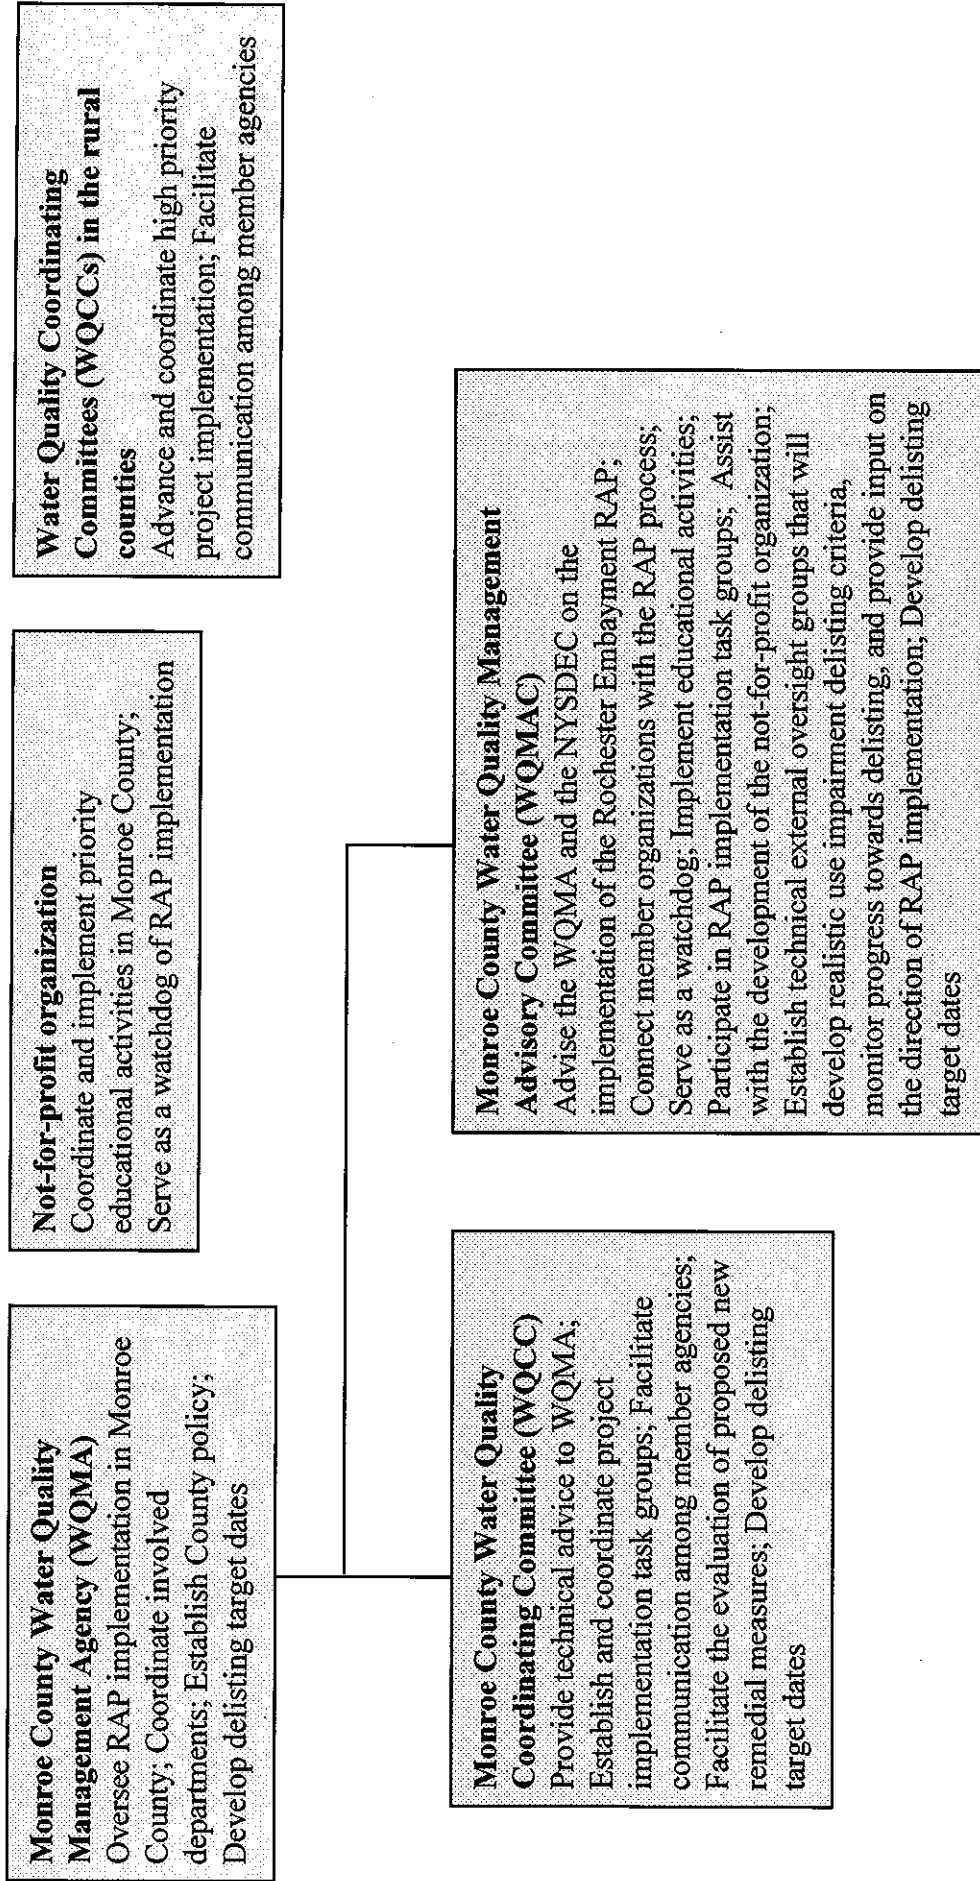 Monroe County Water Quality
Management Agency (WQMA)
Oversee RAP implementation in Monroe
County; Coordinate involved
departments; Establish County policy;
Develop delisting target dates
Not-for-profit organization
Coordinate and implement priority
educational activities in Monroe County;
Serve as a watchdog of RAP implementation
Water Quality Coordinating
Committees (WQCCs) in the rural
counties
Advance and coordinate high priority
project implementation; Facilitate
communication among member agencies
Monroe County Water Quality
Coordinating Committee (WQCC)
Provide technical advice to WQMA;
Establish and coordinate project
implementation task groups; Facilitate
communication among member agencies;
Facilitate the evaluation of proposed new
remedial measures; Develop delisting
target dates
Monroe County Water Quality Management
Advisory Committee (WQMAC)
Advise the WQMA and the NYSDEC on the
implementation of the Rochester Embayment RAP;
Connect member organizations with the RAP process;
Serve as a watchdog; Implement educational activities;
Participate in RAP implementation task groups; Assist
with the development of the not-for-profit organization;
Establish technical external oversight groups that will
develop realistic use impairment delisting criteria,
monitor progress towards delisting, and provide input on
the direction of RAP implementation; Develop delisting
target dates